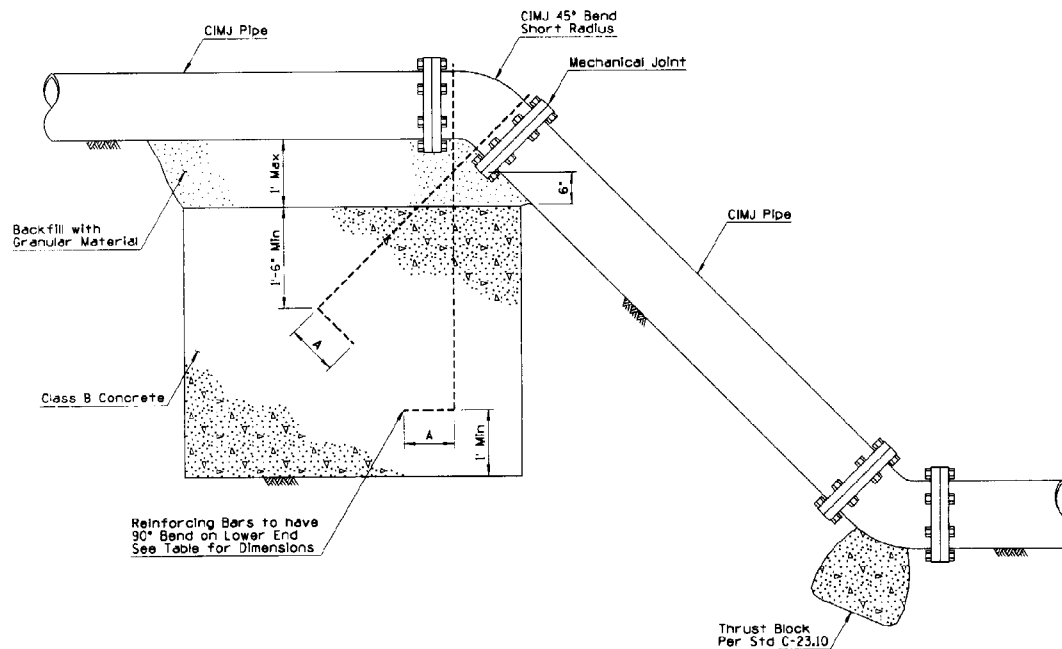 CIMJ Pipe
CIMJ 45° Bend
Short Radius
Mechanical Joint
1' Max
6"
CIMJ Pipe
Backfill with
Granular Material
1'-6" Min
A
Class B Concrete
A
1' Min
Reinforcing Bars to have
90° Bend on Lower End
See Table for Dimensions
Thrust Block
Per Std C-23.10